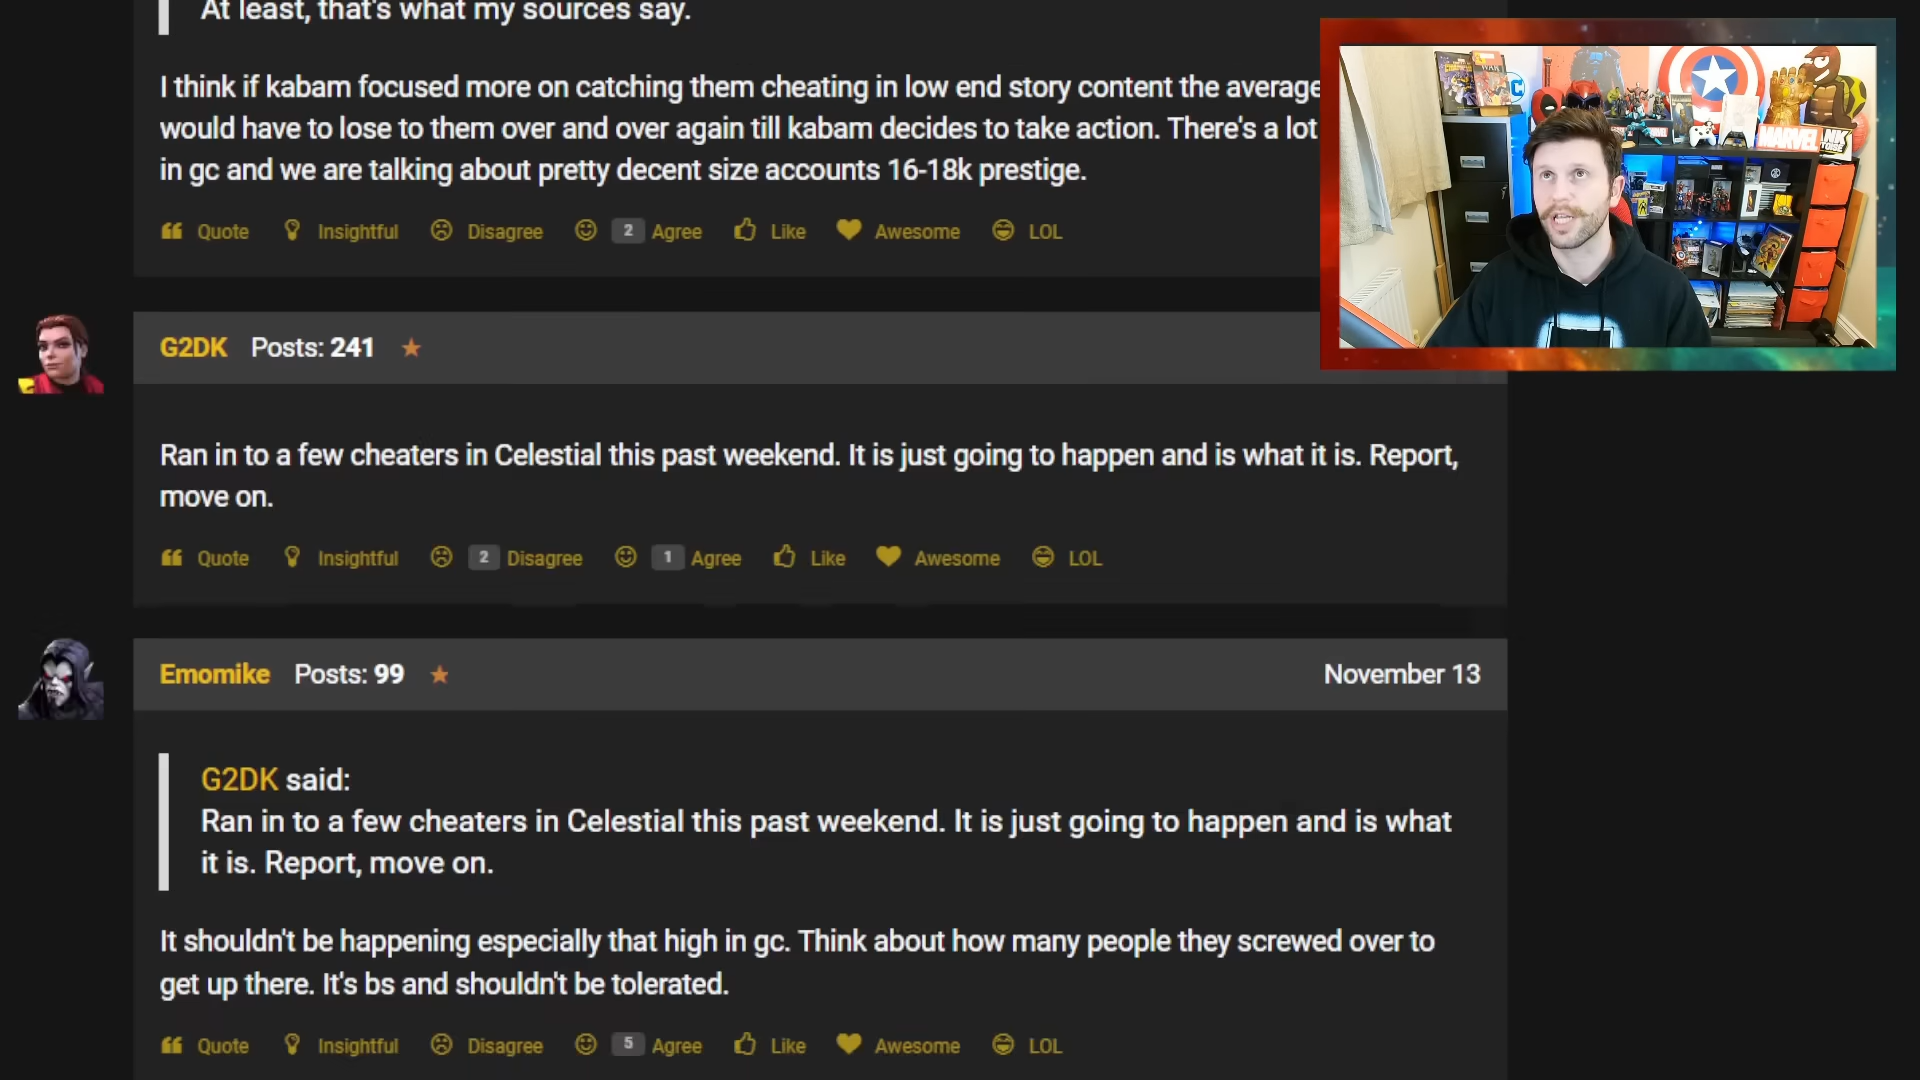 At least, that's what my sources say.
I think if kabam focused more on catching them cheating in low end story content the average
would have to lose to them over and over again till kabam decides to take action. There's a lot
in gc and we are talking about pretty decent size accounts 16-18k prestige.
Quote Insightful Disagree 2 Agree Like Awesome LOL
G2DK Posts: 241
Ran in to a few cheaters in Celestial this past weekend. It is just going to happen and is what it is. Report,
move on.
Quote Insightful 2 Disagree 1 Agree Like Awesome LOL
Emomike Posts: 99 November 13
G2DK said:
Ran in to a few cheaters in Celestial this past weekend. It is just going to happen and is what
it is. Report, move on.
It shouldn't be happening especially that high in gc. Think about how many people they screwed over to
get up there. It's bs and shouldn't be tolerated.
Quote Insightful Disagree 5 Agree Like Awesome LOL
MARVEL